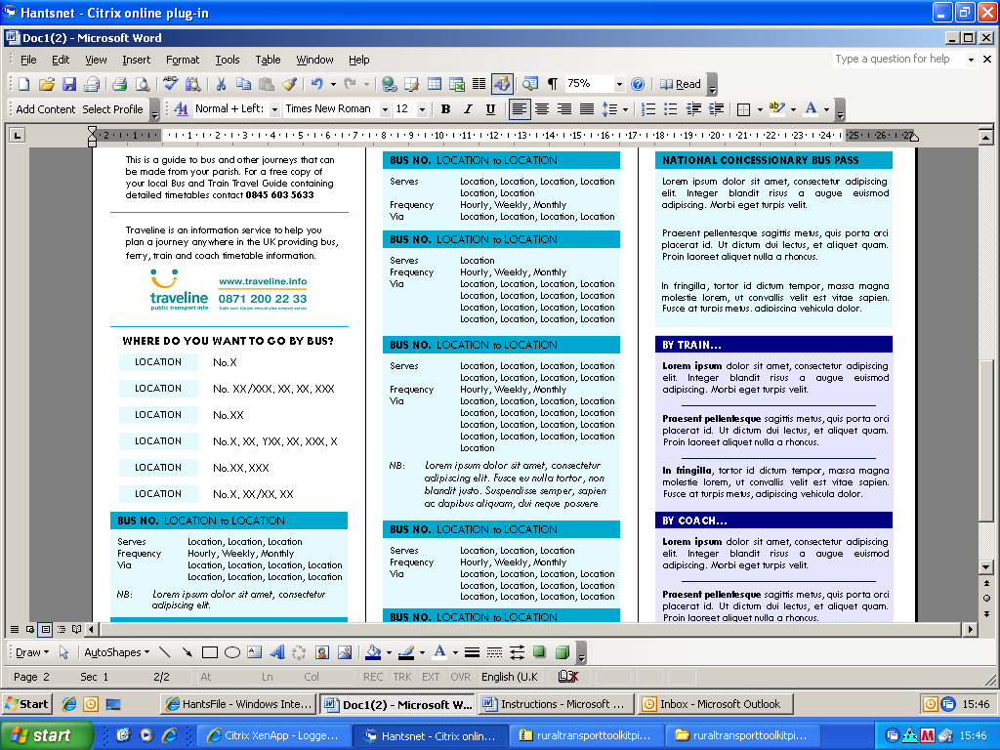 Hantsnet - Citrix online plug-in
Doc1(2) - Microsoft Word
File Edit View Insert Format Tools Table Window Help
Type a question for help
75%
Read
Add Content Select Profile
Normal + Left:
Times New Roman
12
B I U
This is a guide to bus and other journeys that can
be made from your parish. For a free copy of
your local Bus and Train Travel Guide containing
detailed timetables contact 0845 603 5633
Traveline is an information service to help you
plan a journey anywhere in the UK providing bus,
ferry, train and coach timetable information.
traveline
public transport info
www.traveline.info
0871 200 22 33
Calls cost 10p per minute plus network extras
WHERE DO YOU WANT TO GO BY BUS?
LOCATION No.X
LOCATION No. XX/XXX, XX, XX, XXX
LOCATION No.XX
LOCATION No.X, XX, YXX, XX, XXX, X
LOCATION No.XX, XXX
LOCATION No.X, XX/XX, XX
BUS NO. LOCATION to LOCATION
Serves Location, Location, Location
Frequency Hourly, Weekly, Monthly
Via Location, Location, Location, Location
Location, Location, Location, Location
NB: Lorem ipsum dolor sit amet, consectetur
adipiscing elit.
BUS NO. LOCATION to LOCATION
Serves Location, Location, Location, Location
Location, Location
Frequency Hourly, Weekly, Monthly
Via Location, Location, Location, Location
BUS NO. LOCATION to LOCATION
Serves Location
Frequency Hourly, Weekly, Monthly
Via Location, Location, Location, Location
Location, Location, Location, Location
Location, Location, Location, Location
Location, Location, Location, Location
BUS NO. LOCATION to LOCATION
Serves Location, Location, Location, Location
Location, Location, Location, Location
Frequency Hourly, Weekly, Monthly
Via Location, Location, Location, Location
Location, Location, Location, Location
Location, Location, Location, Location
Location, Location, Location, Location
Location
NB: Lorem ipsum dolor sit amet, consectetur
adipiscing elit. Fusce eu nulla tortor, non
blandit justo. Suspendisse semper, sapien
ac dapibus aliquam, dui neque posuere
BUS NO. LOCATION to LOCATION
Serves Location, Location, Location
Frequency Hourly, Weekly, Monthly
Via Location, Location, Location, Location
Location, Location, Location, Location
Location, Location, Location, Location
BUS NO. LOCATION to LOCATION
NATIONAL CONCESSIONARY BUS PASS
Lorem ipsum dolor sit amet, consectetur adipiscing
elit. Integer blandit risus a augue euismod
adipiscing. Morbi eget turpis velit.
Praesent pellentesque sagittis metus, quis porta orci
placerat id. Ut dictum dui lectus, et aliquet quam.
Proin laoreet aliquet nulla a rhoncus.
In fringilla, tortor id dictum tempor, massa magna
molestie lorem, ut convallis velit est vitae sapien.
Fusce at turpis metus, adipiscing vehicula dolor.
BY TRAIN...
Lorem ipsum dolor sit amet, consectetur adipiscing
elit. Integer blandit risus a augue euismod
adipiscing. Morbi eget turpis velit.
Praesent pellentesque sagittis metus, quis porta orci
placerat id. Ut dictum dui lectus, et aliquet quam.
Proin laoreet aliquet nulla a rhoncus.
In fringilla, tortor id dictum tempor, massa magna
molestie lorem, ut convallis velit est vitae sapien.
Fusce at turpis metus, adipiscing vehicula dolor.
BY COACH...
Lorem ipsum dolor sit amet, consectetur adipiscing
elit. Integer blandit risus a augue euismod
adipiscing. Morbi eget turpis velit.
Praesent pellentesque sagittis metus, quis porta orci
placerat id. Ut dictum dui lectus, et aliquet quam.
Proin laoreet aliquet nulla a rhoncus.
Draw AutoShapes
Page 2 Sec 1 2/2 At Ln Col REC TRK EXT OVR English (U.K
Start
HantsFile - Windows Inte...
Doc1(2) - Microsoft W...
Instructions - Microsoft ...
Inbox - Microsoft Outlook
15:46
start
Citrix XenApp - Logge...
Hantsnet - Citrix onlin...
ruraltransporttoolkitpi...
ruraltransporttoolkitpi...
15:46